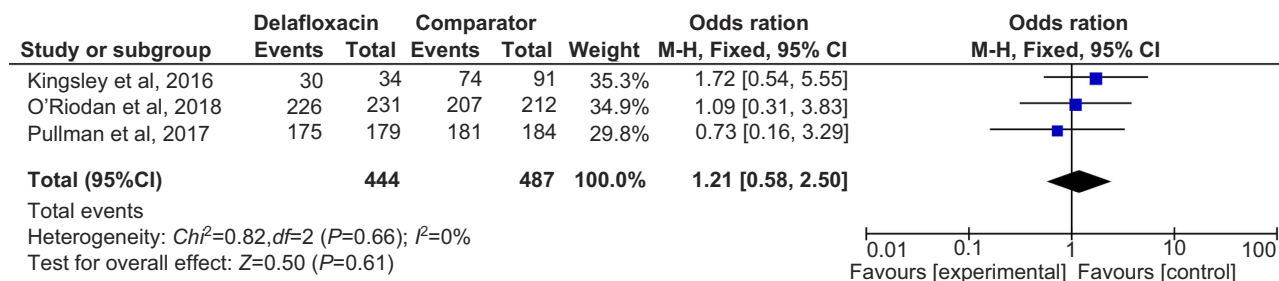 Delafloxacin Comparator Odds ration Odds ration
Study or subgroup Events Total Events Total Weight M-H, Fixed, 95% CI M-H, Fixed, 95% CI
Kingsley et al, 2016 30 34 74 91 35.3% 1.72 [0.54, 5.55]
O'Riodan et al, 2018 226 231 207 212 34.9% 1.09 [0.31, 3.83]
Pullman et al, 2017 175 179 181 184 29.8% 0.73 [0.16, 3.29]
Total (95%CI) 444 487 100.0% 1.21 [0.58, 2.50]
Total events
Heterogeneity: Chi²=0.82,df=2 (P=0.66); I²=0%
Test for overall effect: Z=0.50 (P=0.61)
0.01 0.1 1 10 100
Favours [experimental] Favours [control]